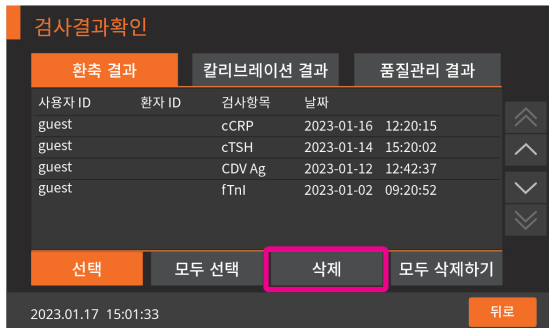 검사결과확인
환축 결과 칼리브레이션 결과 품질관리 결과
사용자 ID 환자 ID 검사항목 날짜
guest cCRP 2023-01-16 12:20:15
guest cTSH 2023-01-14 15:20:02
guest CDV Ag 2023-01-12 12:42:37
guest fTnI 2023-01-02 09:20:52
선택 모두 선택 삭제 모두 삭제하기
2023.01.17 15:01:33 뒤로